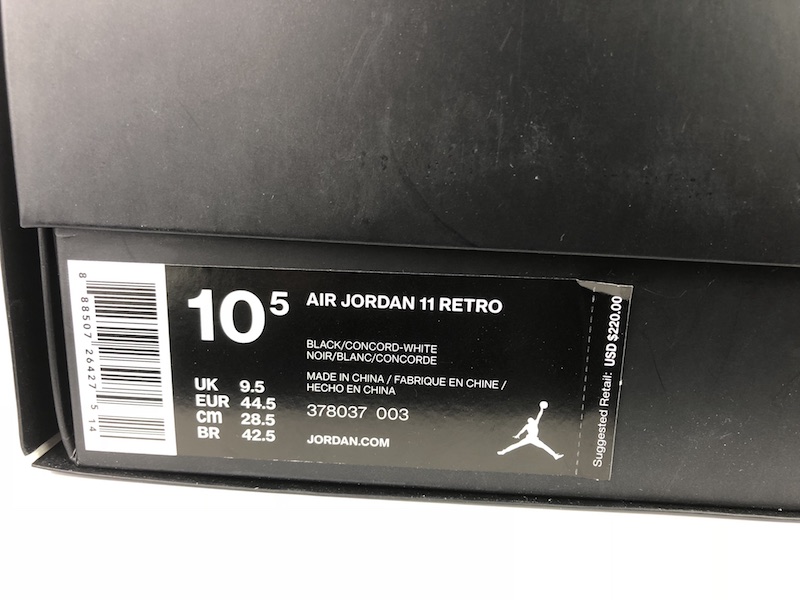 8 88507 26427 5 14
10 5
AIR JORDAN 11 RETRO
BLACK/CONCORD-WHITE
NOIR/BLANC/CONCORDE
MADE IN CHINA / FABRIQUE EN CHINE /
HECHO EN CHINA
378037 003
JORDAN.COM
UK 9.5
EUR 44.5
cm 28.5
BR 42.5
Suggested Retail: USD $220.00